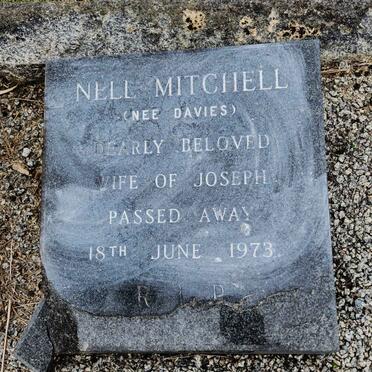 NELL MITCHELL
(NEE DAVIES)
DEARLY BELOVED
WIFE OF JOSEPH
PASSED AWAY
18TH JUNE 1973.
R.I.P.